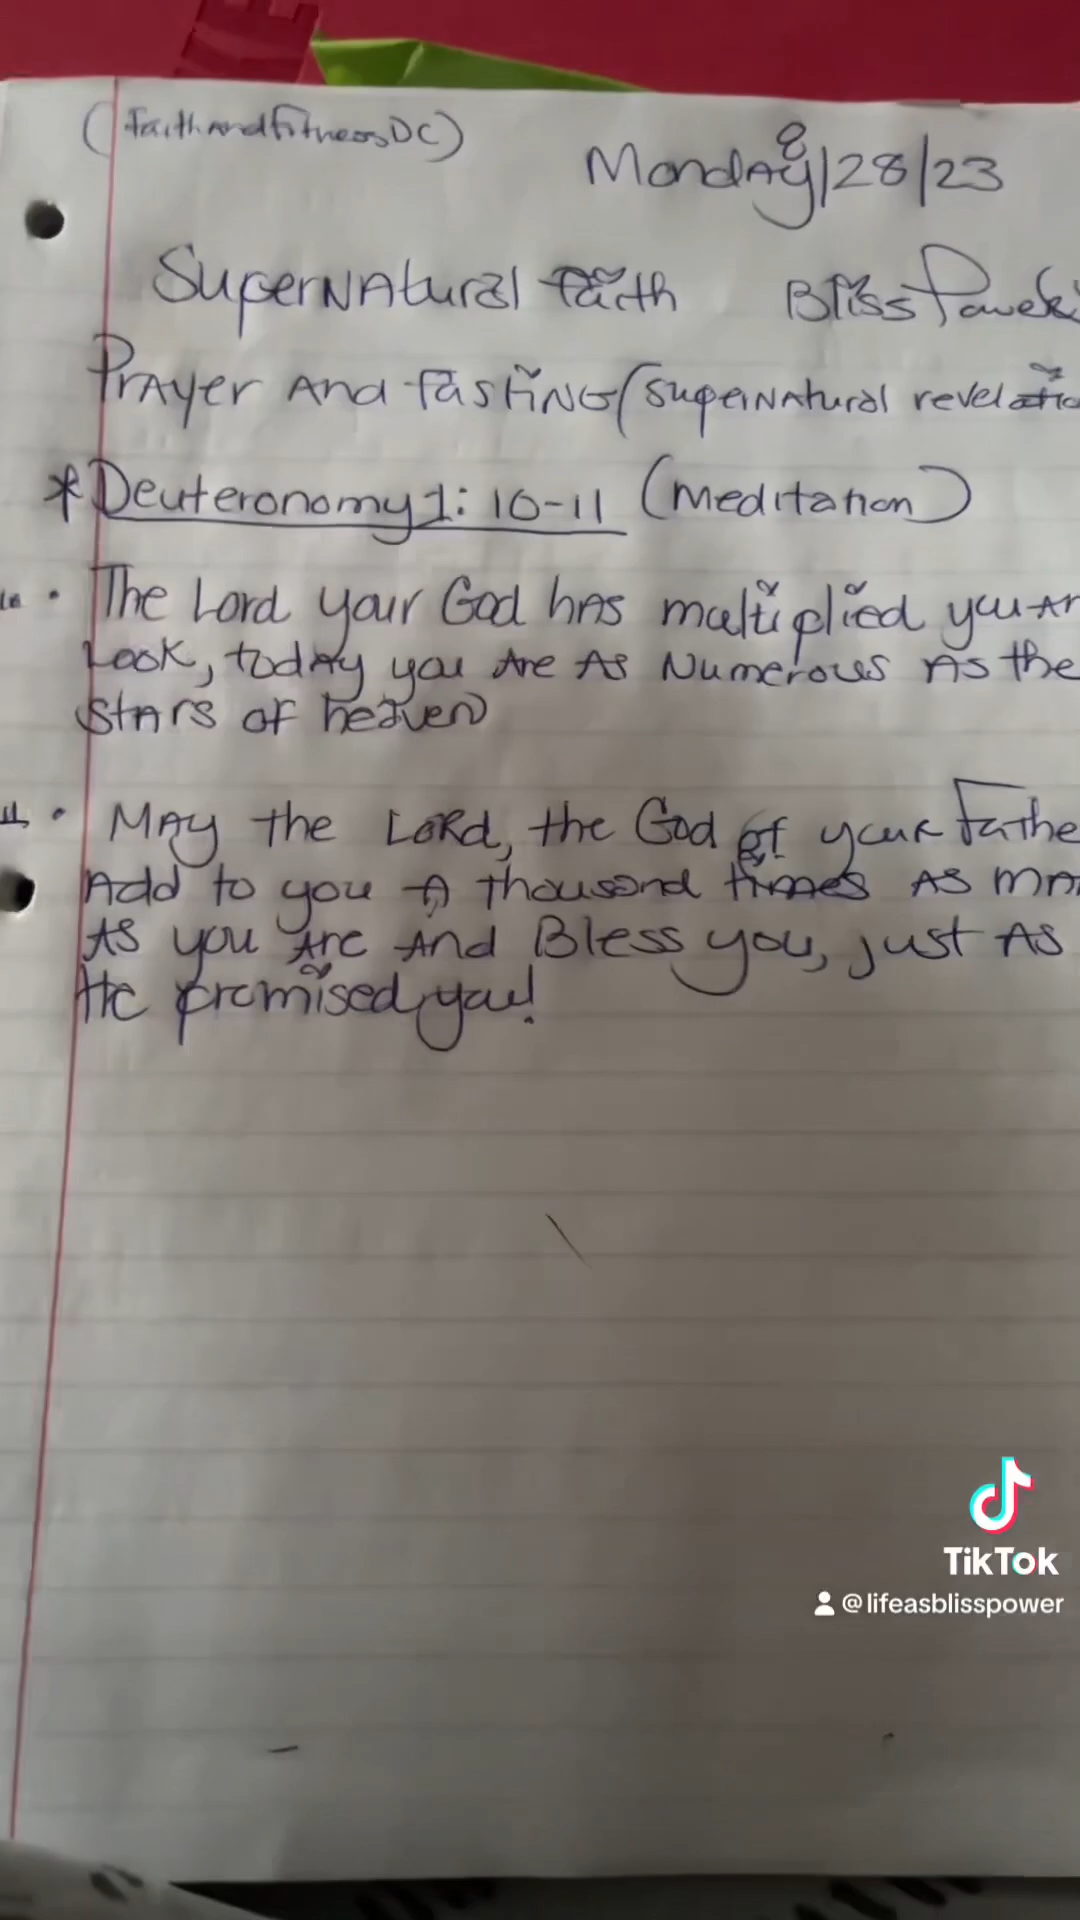 (FaithAndFitnessDC)
Monday 8/28/23
SuperNAtural Faith Bliss
PrAyer And FastiNG (SuperNAtural
* Deuteronomy 1: 10-11 (Meditation)
10. • The Lord your God hAs multiplied you
Look, today you Are As Numerous As the
StArs of heaven
11. • MAy the LoRd, the God of your
Add to you A thousand times As
As you Are And Bless you, just As
He promised you!
TikTok
@lifeasblisspower